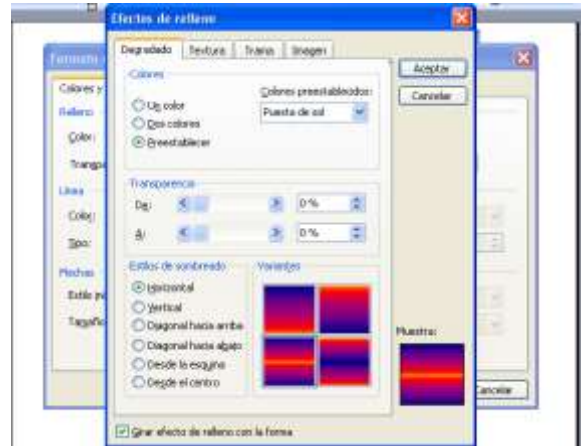 Efectos de relleno
Degradado Textura Trama Imagen
Aceptar
Cancelar
Colores
Un color
Dos colores
Preestablecer
Colores preestablecidos:
Puesta de sol
Transparencia
De: 0 %
A: 0 %
Estilos de sombreado
Horizontal
Vertical
Diagonal hacia arriba
Diagonal hacia abajo
Desde la esquina
Desde el centro
Variantes
Muestra:
Girar efecto de relleno con la forma
Formato
Colores y
Relleno
Color:
Transpa
Línea
Color:
Tipo:
Flechas
Estilo
Tamaño
Cancelar